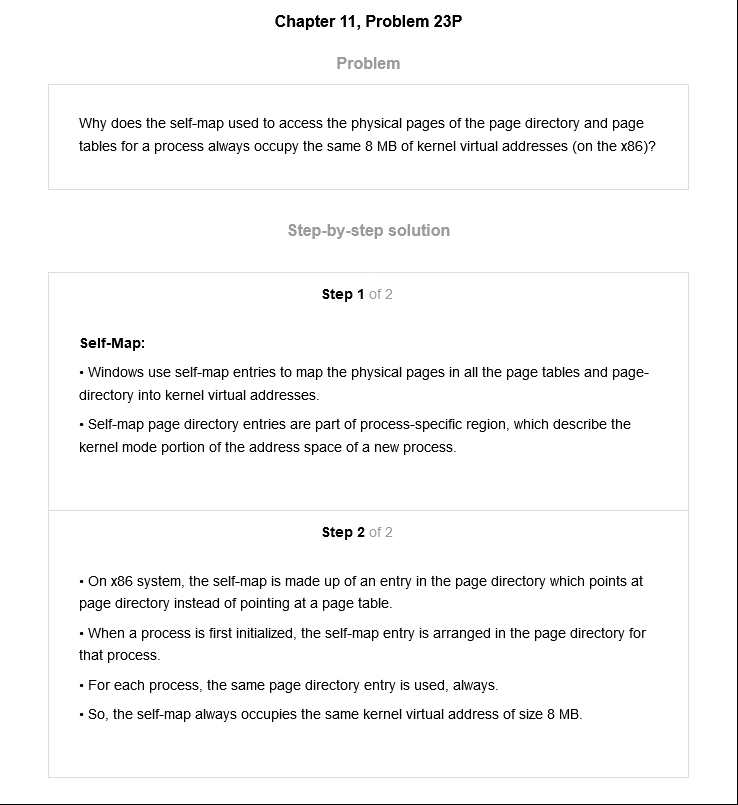 Chapter 11, Problem 23P
Problem
Why does the self-map used to access the physical pages of the page directory and page
tables for a process always occupy the same 8 MB of kernel virtual addresses (on the x86)?
Step-by-step solution
Step 1 of 2
Self-Map:
• Windows use self-map entries to map the physical pages in all the page tables and page-
directory into kernel virtual addresses.
• Self-map page directory entries are part of process-specific region, which describe the
kernel mode portion of the address space of a new process.
Step 2 of 2
• On x86 system, the self-map is made up of an entry in the page directory which points at
page directory instead of pointing at a page table.
• When a process is first initialized, the self-map entry is arranged in the page directory for
that process.
• For each process, the same page directory entry is used, always.
• So, the self-map always occupies the same kernel virtual address of size 8 MB.